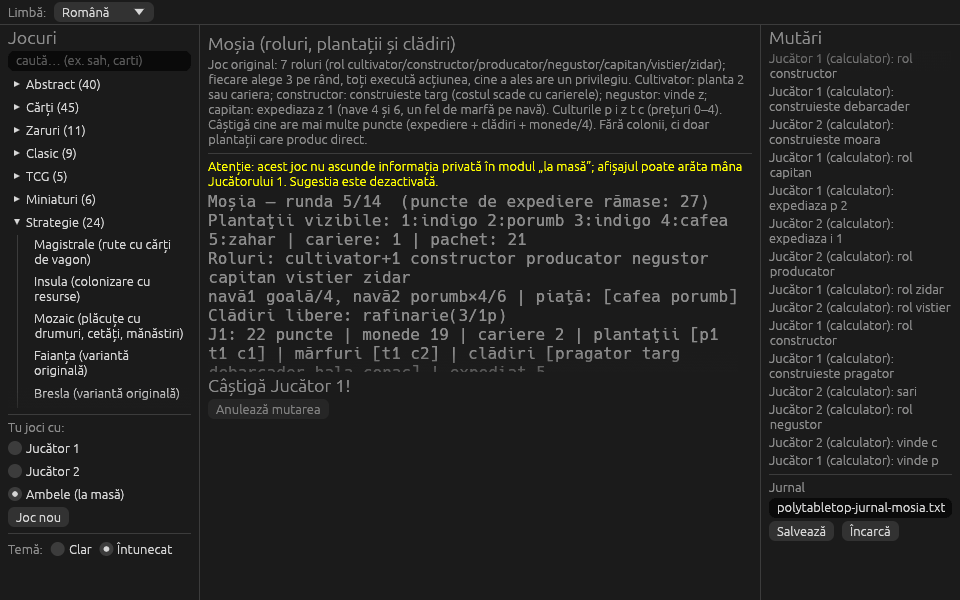 Limbă: Română
Jocuri
caută... (ex. sah, carti)
Abstract (40)
Cărți (45)
Zaruri (11)
Clasic (9)
TCG (5)
Miniaturi (6)
Strategie (24)
Magistrale (rute cu cărți
de vagon)
Insula (colonizare cu
resurse)
Mozaic (plăcuțe cu
drumuri, cetăți, mănăstiri)
Faianța (variantă
originală)
Bresla (variantă originală)
Tu joci cu:
Jucător 1
Jucător 2
Ambele (la masă)
Joc nou
Temă: Clar Întunecat
Moșia (roluri, plantații și clădiri)
Joc original: 7 roluri (rol cultivator/constructor/producator/negustor/capitan/vistier/zidar);
fiecare alege 3 pe rând, toți execută acțiunea, cine a ales are un privilegiu. Cultivator: planta 2
sau cariera; constructor: construieste targ (costul scade cu carierele); negustor: vinde z;
capitan: expediaza z 1 (nave 4 și 6, un fel de marfă pe navă). Culturile p i z t c (prețuri 0–4).
Câștigă cine are mai multe puncte (expediere + clădiri + monede/4). Fără colonii, ci doar
plantații care produc direct.
Atenție: acest joc nu ascunde informația privată în modul „la masă”; afișajul poate arăta mâna
Jucătorului 1. Sugestia este dezactivată.
Moșia — runda 5/14 (puncte de expediere rămase: 27)
Plantații vizibile: 1:indigo 2:porumb 3:indigo 4:cafea
5:zahar | cariere: 1 | pachet: 21
Roluri: cultivator+1 constructor producator negustor
capitan vistier zidar
navă1 goală/4, navă2 porumb×4/6 | piață: [cafea porumb]
Clădiri libere: rafinarie(3/1p)
J1: 22 puncte | monede 19 | cariere 2 | plantații [p1
t1 c1] | mărfuri [t1 c2] | clădiri [pragator targ
debarcader hala conac] | expediat 5
Câștigă Jucător 1!
Anulează mutarea
Mutări
Jucător 1 (calculator): rol
constructor
Jucător 1 (calculator):
construieste debarcader
Jucător 2 (calculator):
construieste moara
Jucător 1 (calculator): rol
capitan
Jucător 1 (calculator):
expediaza p 2
Jucător 2 (calculator):
expediaza i 1
Jucător 2 (calculator): rol
producator
Jucător 1 (calculator): rol zidar
Jucător 2 (calculator): rol vistier
Jucător 1 (calculator): rol
constructor
Jucător 1 (calculator):
construieste pragator
Jucător 2 (calculator): sari
Jucător 2 (calculator): rol
negustor
Jucător 2 (calculator): vinde c
Jucător 1 (calculator): vinde p
Jurnal
polytabletop-jurnal-mosia.txt
Salvează Încarcă